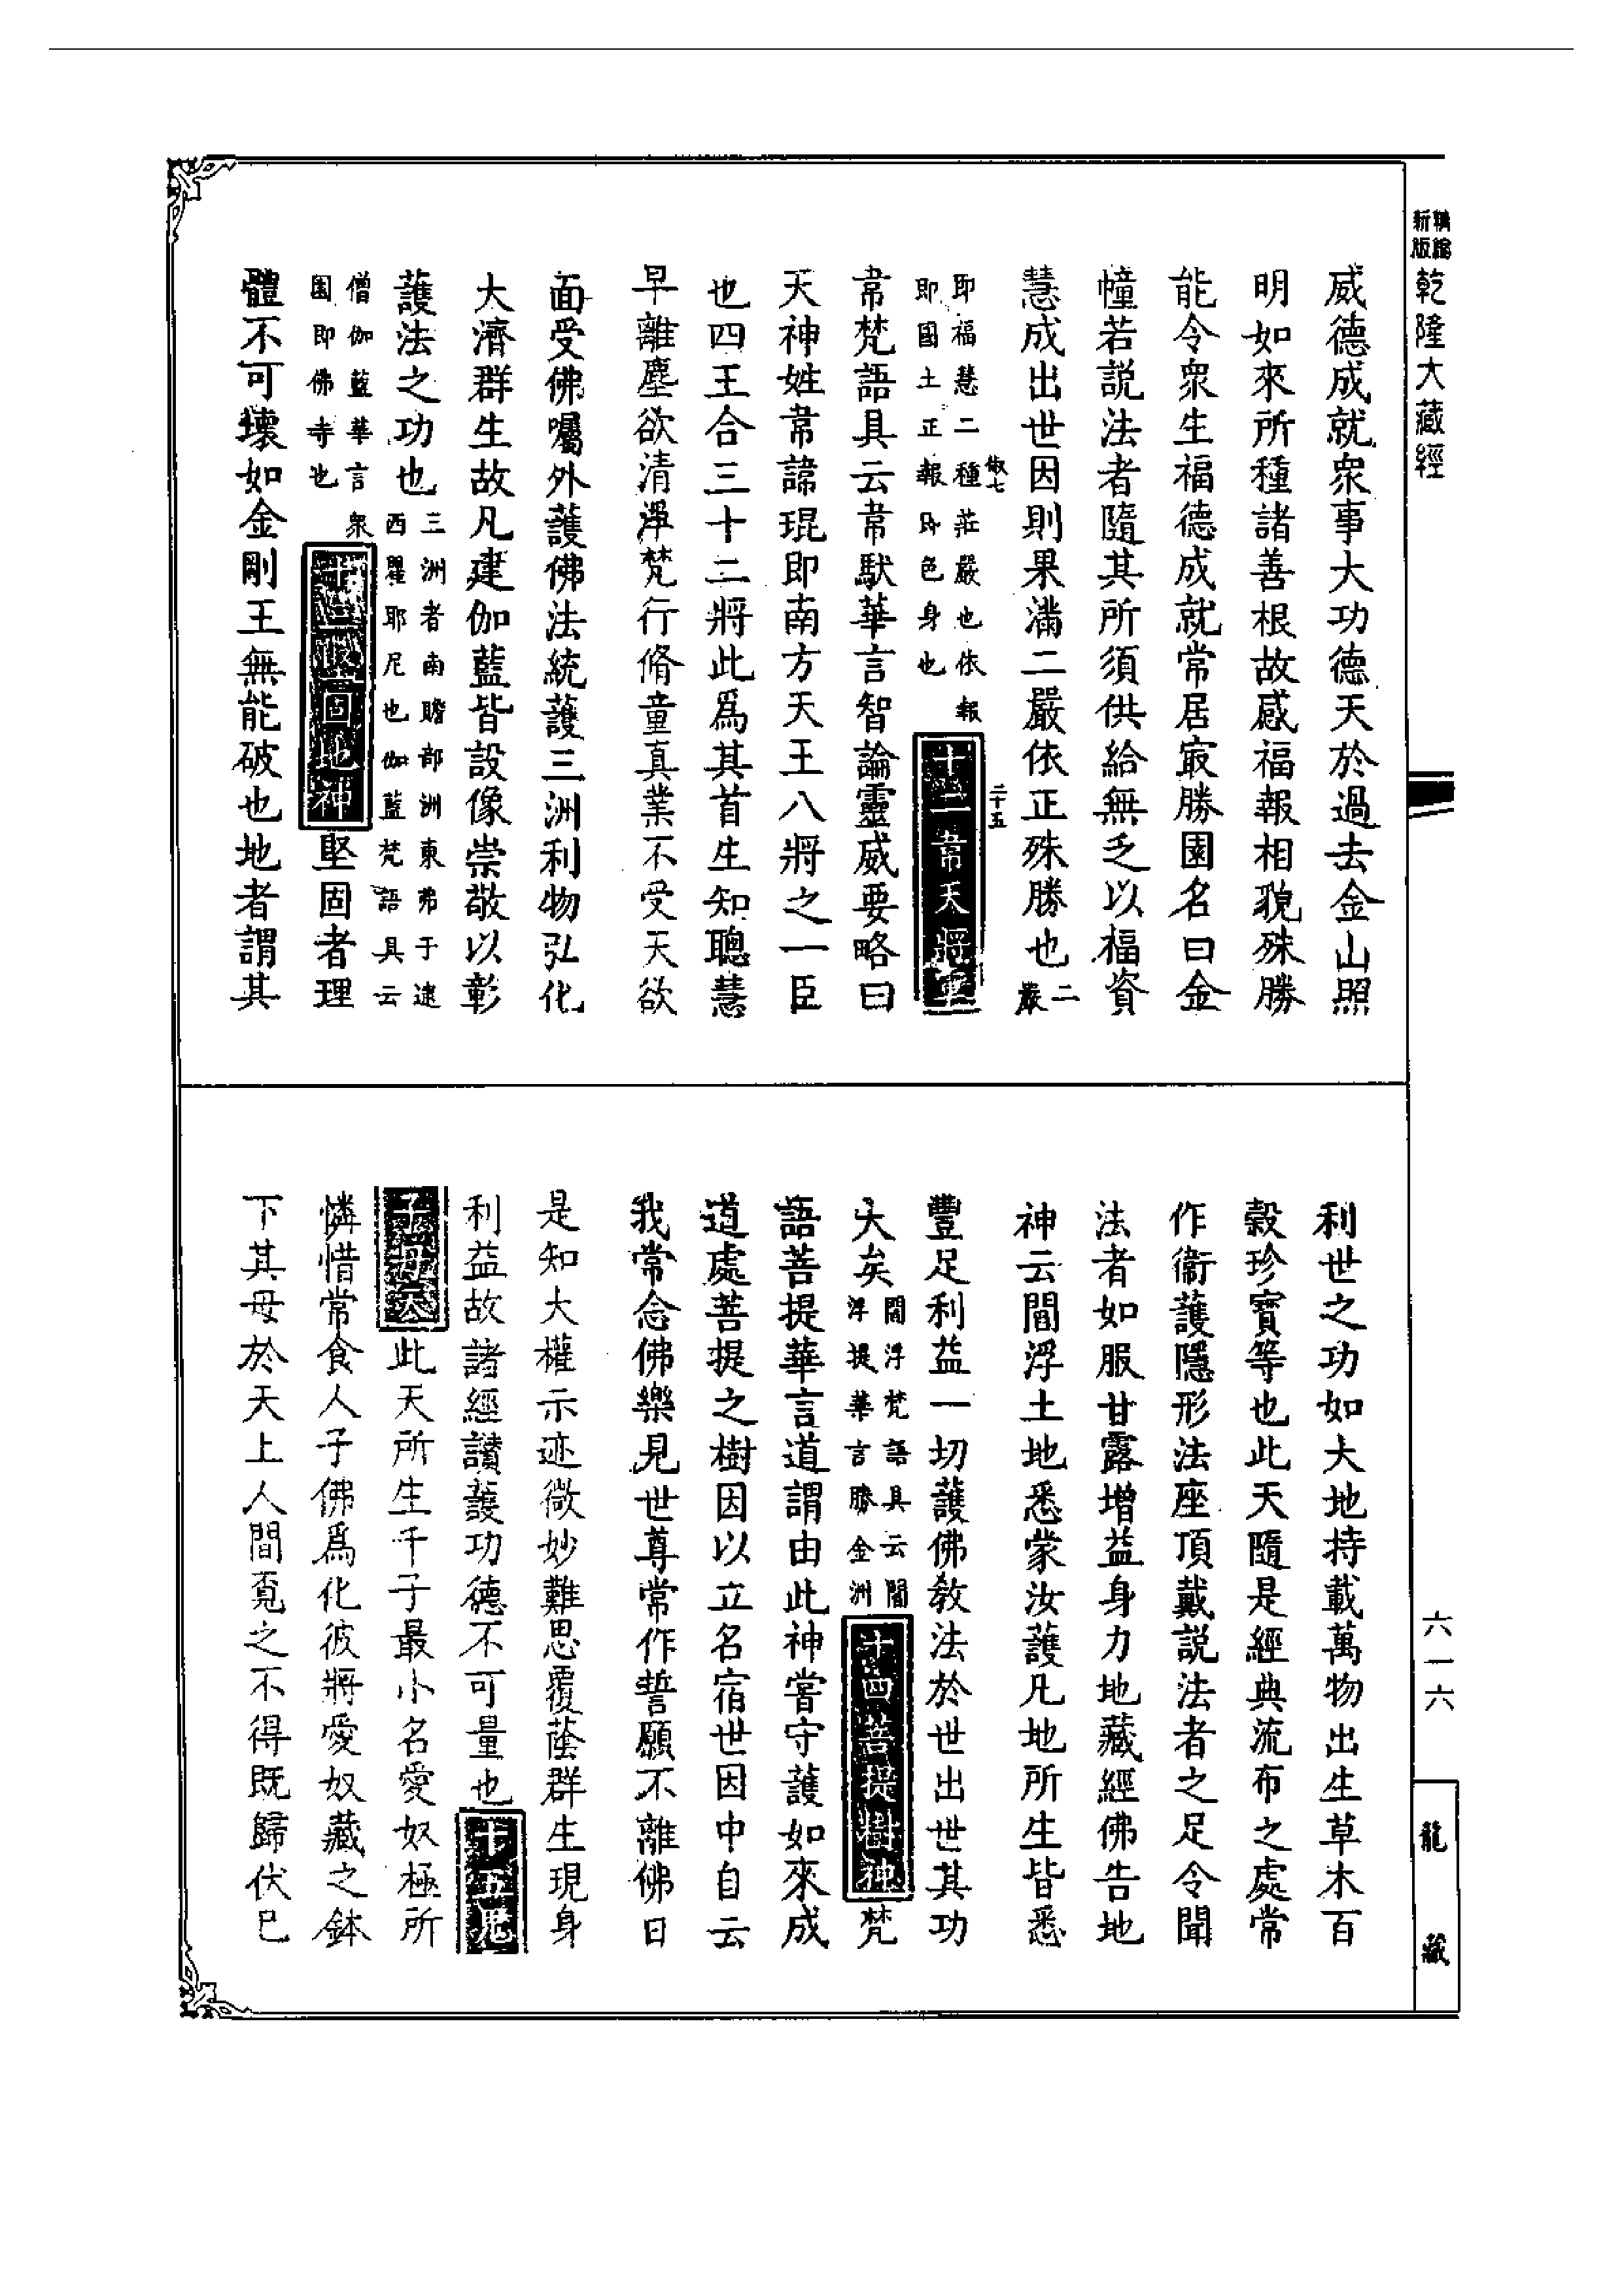 新編縮版 乾隆大藏經
威德成就衆事大功德天於過去金山照
明如來所種諸善根故感福報相貌殊勝
能令衆生福德成就常居㝡勝園名曰金
幢若説法者隨其所須供給無乏以福資
慧成出世因則果滿二嚴依正殊勝也二嚴
即福慧二種莊嚴也依報
即國土正報即色身也
十二韋天將軍
韋梵語具云韋馱華言智論靈威要略曰
天神姓韋諱琨即南方天王八將之一臣
也四王合三十二將此爲其首生知聰慧
早離塵欲清淨梵行脩童真業不受天欲
面受佛囑外護佛法統護三洲利物弘化
大濟群生故凡建伽藍皆設像崇敬以彰
護法之功也
三洲者南贍部洲東弗于逮
西瞿耶尼也伽藍梵語具云
僧伽藍華言衆
園即佛寺也
十三堅固地神堅固者理
體不可壞如金剛王無能破也地者謂其
利世之功如大地持載萬物出生草木百
穀珍寶等也此天隨是經典流布之處常
作衞護隱形法座頂戴説法者之足令聞
法者如服甘露增益身力地藏經佛告地
神云閻浮土地悉蒙汝護凡地所生皆悉
豐足利益一切護佛教法於世出世其功
大矣
閻浮梵語具云閻
浮提華言勝金洲
十四菩提樹神梵
語菩提華言道謂由此神嘗守護如來成
道處菩提之樹因以立名宿世因中自云
我常念佛樂見世尊常作誓願不離佛日
是知大權示迹微妙難思覆蔭群生現身
利益故諸經讃護功德不可量也十五鬼
子母天此天所生千子最小名愛奴極所
憐惜常食人子佛爲化彼將愛奴藏之鉢
下其母於天上人間覔之不得既歸伏已
俶七
二十五
六一六
龍藏